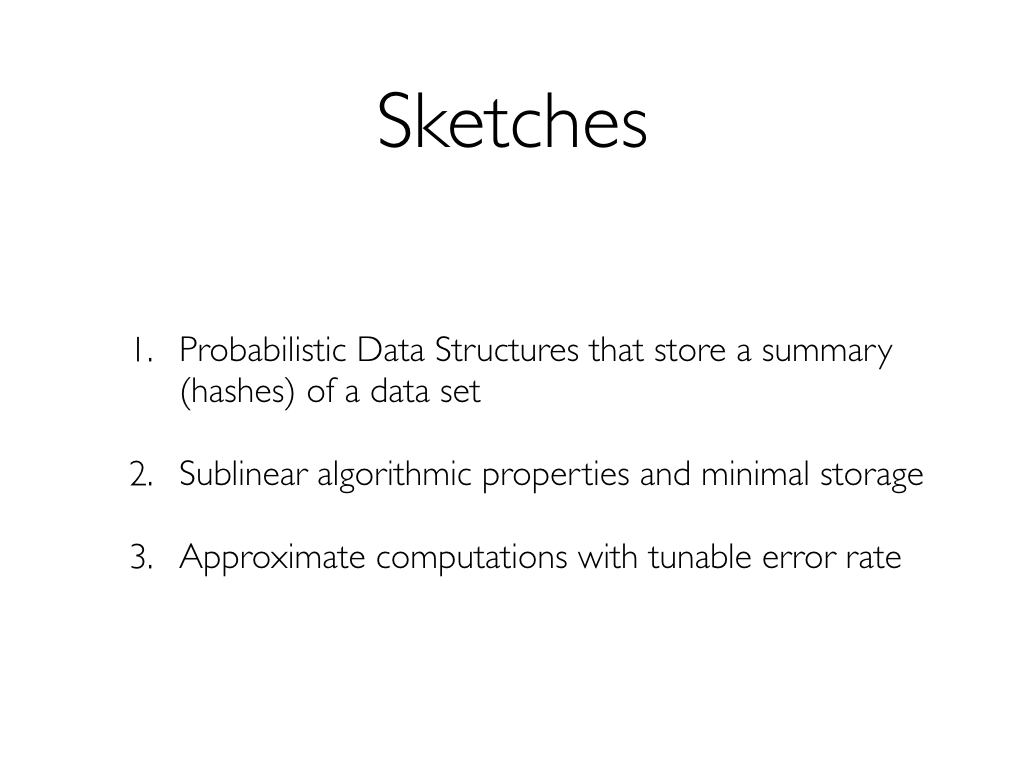 Sketches
1. Probabilistic Data Structures that store a summary
(hashes) of a data set
2. Sublinear algorithmic properties and minimal storage
3. Approximate computations with tunable error rate